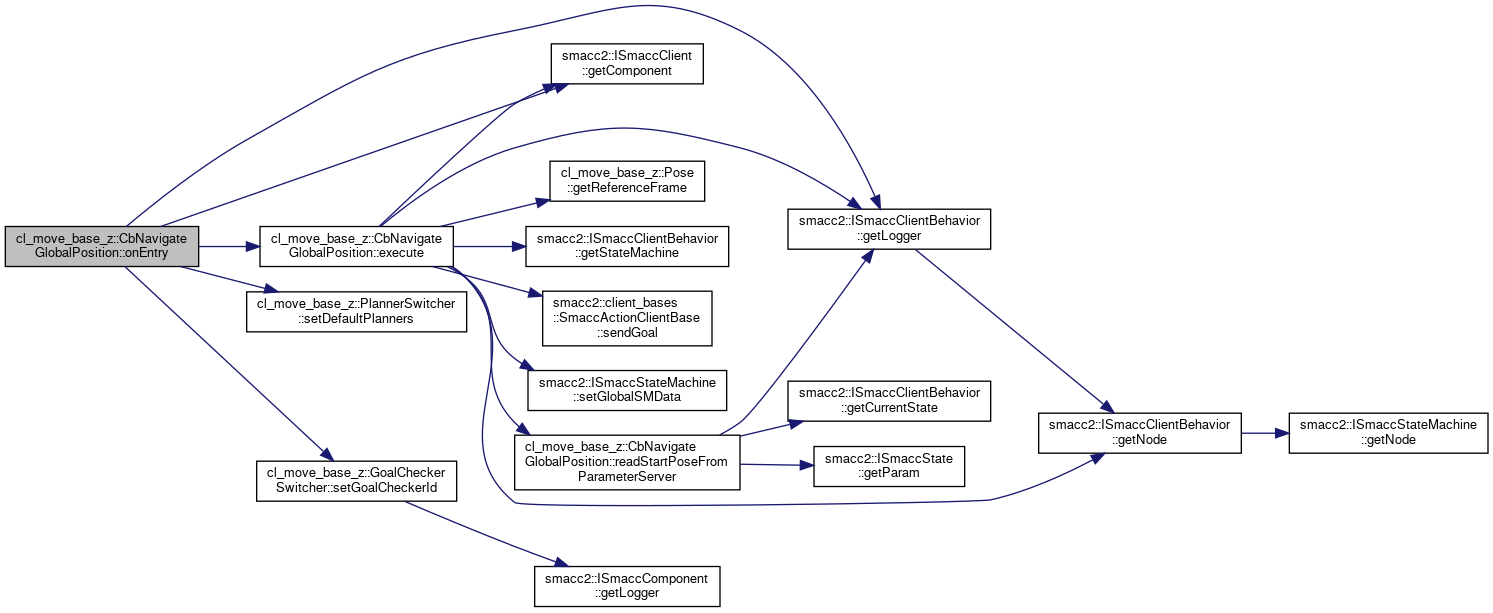 cl_move_base_z::CbNavigate
GlobalPosition::onEntry
cl_move_base_z::CbNavigate
GlobalPosition::execute
cl_move_base_z::PlannerSwitcher
::setDefaultPlanners
cl_move_base_z::GoalChecker
Switcher::setGoalCheckerId
smacc2::ISmaccClient
::getComponent
cl_move_base_z::Pose
::getReferenceFrame
smacc2::ISmaccClientBehavior
::getStateMachine
smacc2::client_bases
::SmaccActionClientBase
::sendGoal
smacc2::ISmaccStateMachine
::setGlobalSMData
cl_move_base_z::CbNavigate
GlobalPosition::readStartPoseFrom
ParameterServer
smacc2::ISmaccComponent
::getLogger
smacc2::ISmaccClientBehavior
::getLogger
smacc2::ISmaccClientBehavior
::getCurrentState
smacc2::ISmaccState
::getParam
smacc2::ISmaccClientBehavior
::getNode
smacc2::ISmaccStateMachine
::getNode